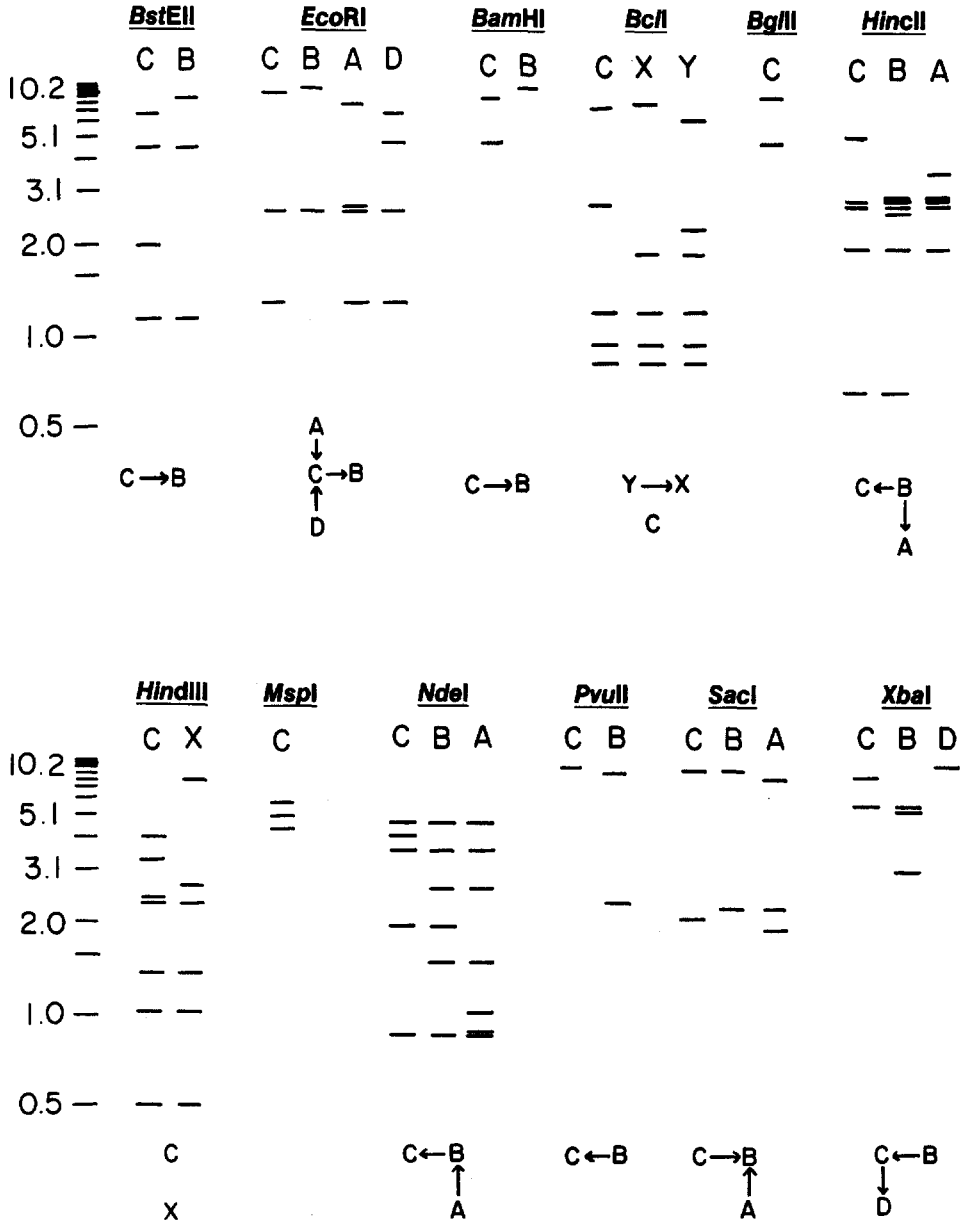 BstEII EcoRI BamHI BclI BglII HincII
C B C B A D C B C X Y C C B A
10.2
5.1
3.1
2.0
1.0
0.5
A
C→B C→B C→B Y→X C←B
D C A
HindIII MspI NdeI PvuII SacI XbaI
C X C C B A C B C B A C B D
10.2
5.1
3.1
2.0
1.0
0.5
C C←B C←B C→B C←B
X A A D